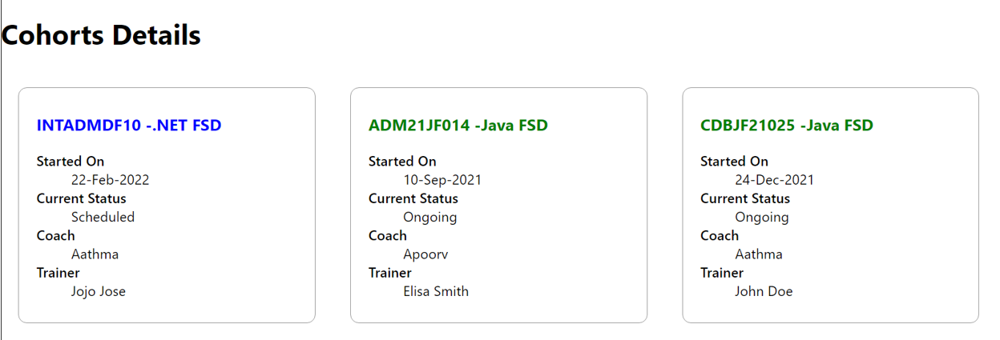 Cohorts Details
INTADMDF10 -.NET FSD
Started On
22-Feb-2022
Current Status
Scheduled
Coach
Aathma
Trainer
Jojo Jose
ADM21JF014 -Java FSD
Started On
10-Sep-2021
Current Status
Ongoing
Coach
Apoorv
Trainer
Elisa Smith
CDBJF21025 -Java FSD
Started On
24-Dec-2021
Current Status
Ongoing
Coach
Aathma
Trainer
John Doe